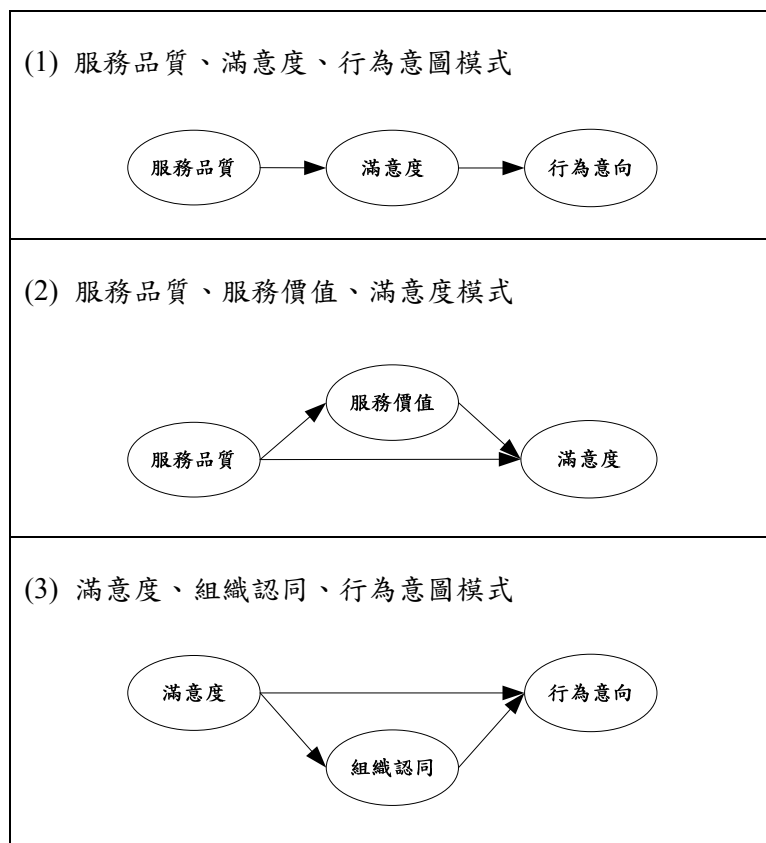 (1) 服務品質、滿意度、行為意圖模式
服務品質
滿意度
行為意向
(2) 服務品質、服務價值、滿意度模式
服務價值
服務品質
滿意度
(3) 滿意度、組織認同、行為意圖模式
滿意度
行為意向
組織認同